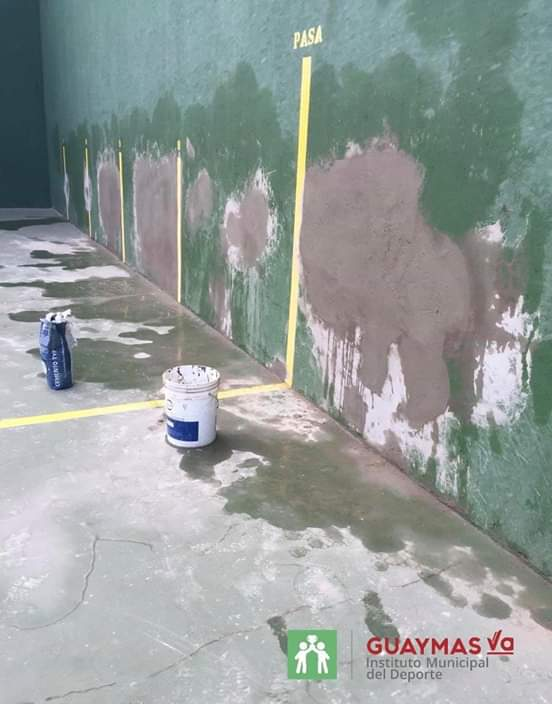 PASA
GUAYMAS Va
Instituto Municipal
del Deporte